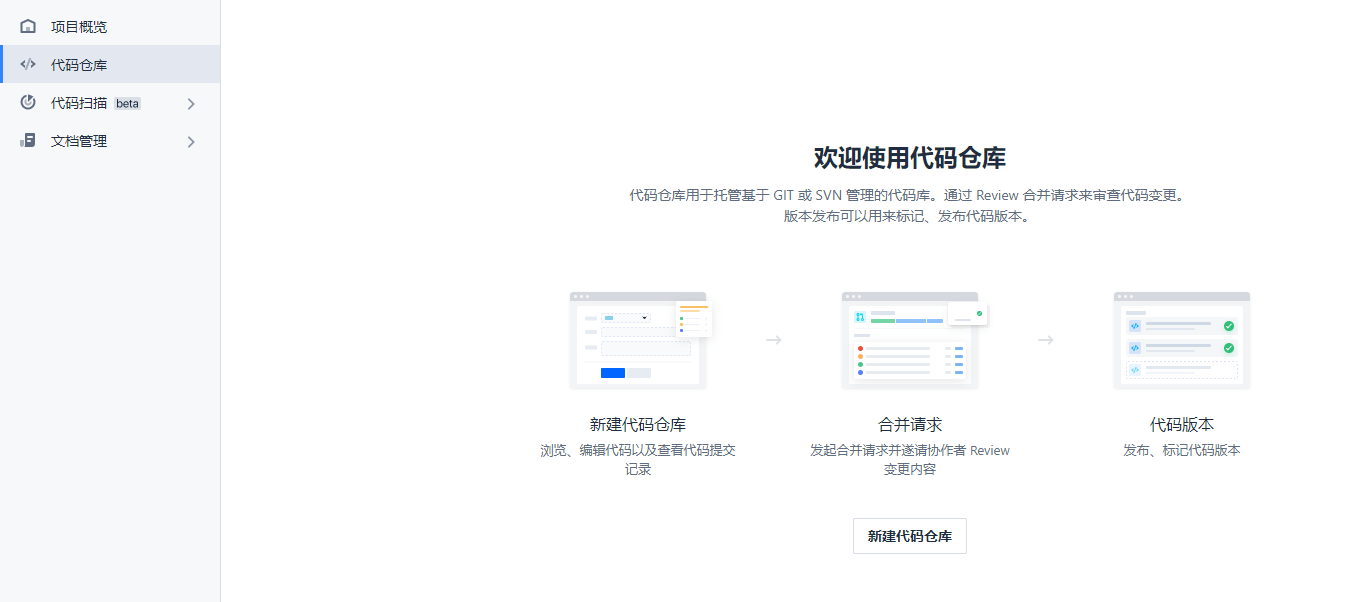 项目概览
代码仓库
代码扫描 beta
文档管理
欢迎使用代码仓库
代码仓库用于托管基于 GIT 或 SVN 管理的代码库。通过 Review 合并请求来审查代码变更。
版本发布可以用来标记、发布代码版本。
新建代码仓库
浏览、编辑代码以及查看代码提交
记录
合并请求
发起合并请求并邀请协作者 Review
变更内容
代码版本
发布、标记代码版本
新建代码仓库